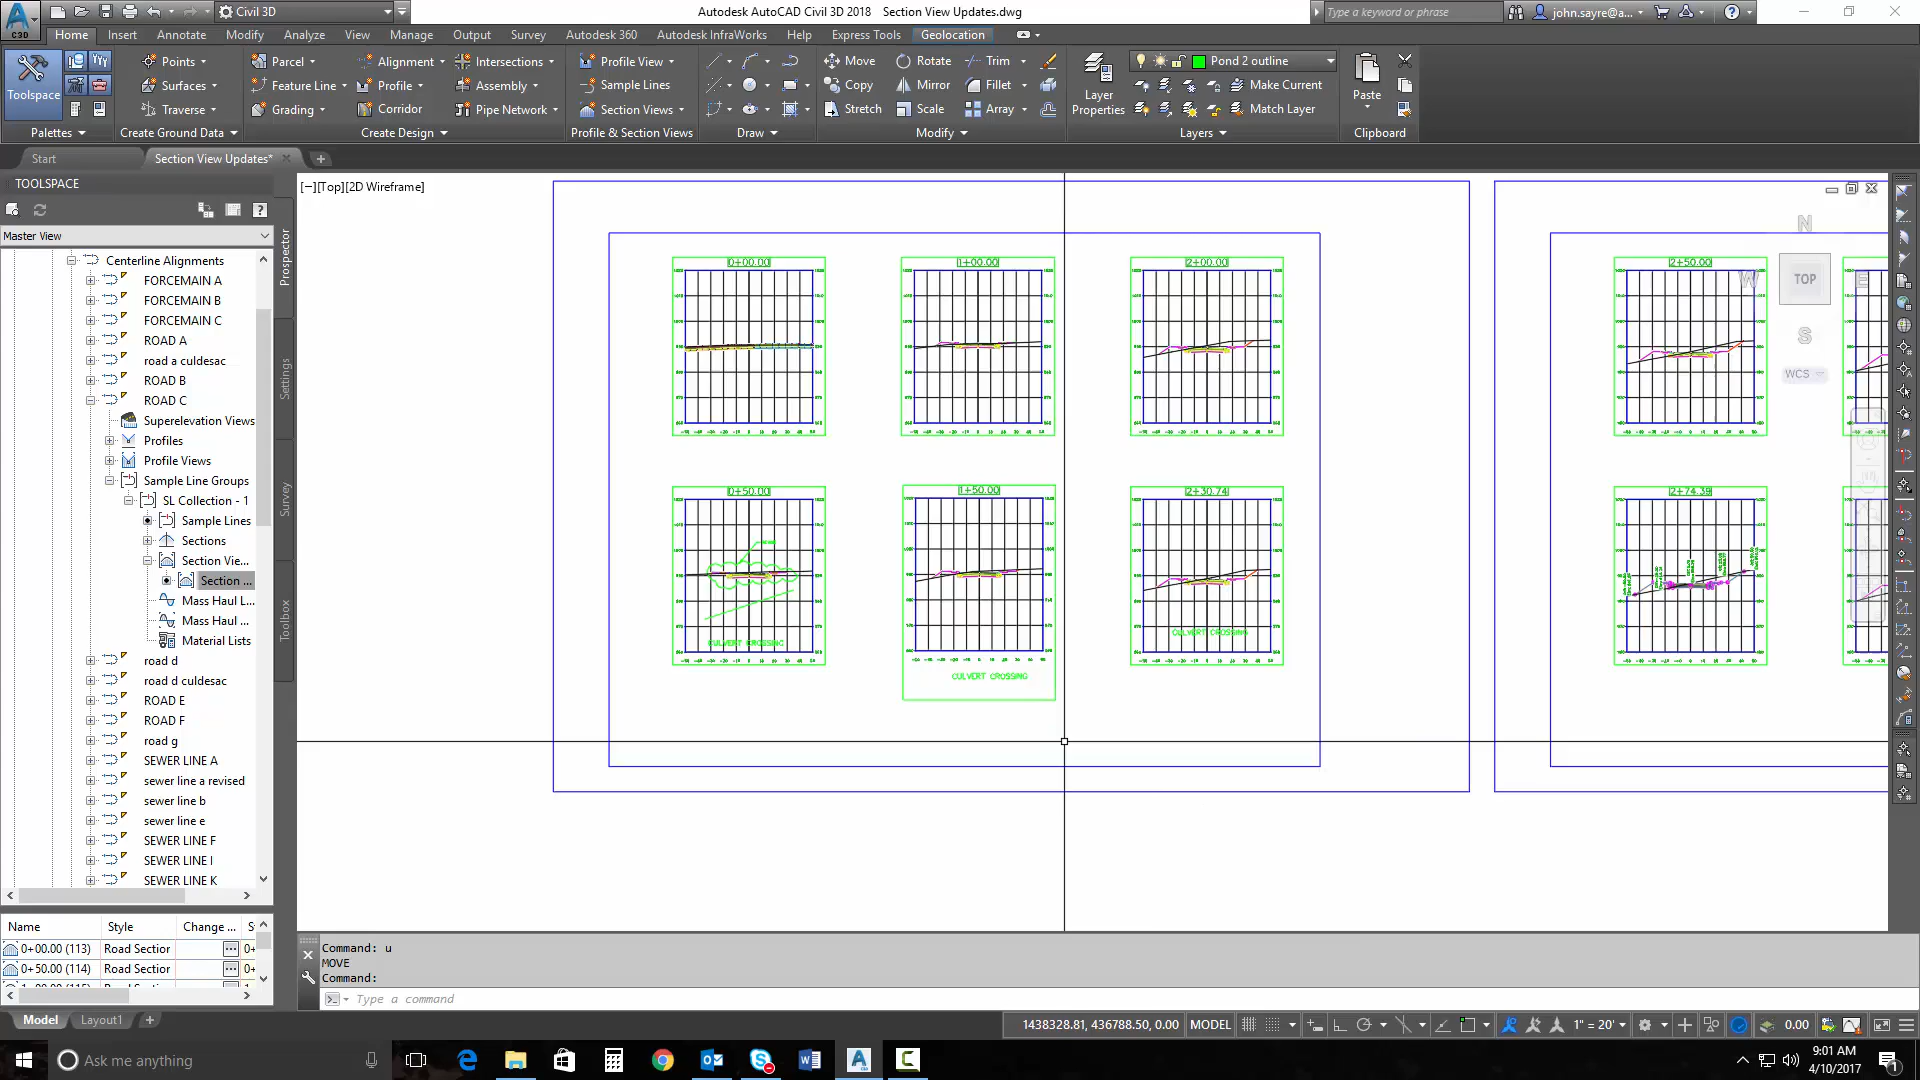 Civil 3D
Autodesk AutoCAD Civil 3D 2018 Section View Updates.dwg
Type a keyword or phrase
john.sayre@a...
C3D
Home Insert Annotate Modify Analyze View Manage Output Survey Autodesk 360 Autodesk InfraWorks Help Express Tools Geolocation
Toolspace
Points
Surfaces
Traverse
Parcel
Feature Line
Grading
Alignment
Profile
Corridor
Intersections
Assembly
Pipe Network
Profile View
Sample Lines
Section Views
Move
Copy
Stretch
Rotate
Mirror
Scale
Trim
Fillet
Array
Layer
Properties
Pond 2 outline
Make Current
Match Layer
Paste
Palettes
Create Ground Data
Create Design
Profile & Section Views
Draw
Modify
Layers
Clipboard
Start
Section View Updates*
TOOLSPACE
Master View
Prospector
Settings
Survey
Toolbox
Centerline Alignments
FORCEMAIN A
FORCEMAIN B
FORCEMAIN C
ROAD A
road a culdesac
ROAD B
ROAD C
Superelevation Views
Profiles
Profile Views
Sample Line Groups
SL Collection - 1
Sample Lines
Sections
Section Vie...
Section ...
Mass Haul L...
Mass Haul ...
Material Lists
road d
road d culdesac
ROAD E
ROAD F
road g
SEWER LINE A
sewer line a revised
sewer line b
sewer line e
SEWER LINE F
SEWER LINE I
SEWER LINE K
Name Style Change ...
0+00.00 (113) Road Section
0+50.00 (114) Road Section
[−][Top][2D Wireframe]
0+00.00
1+00.00
2+00.00
2+50.00
0+50.00
1+50.00
2+30.74
2+74.39
CULVERT CROSSING
CULVERT CROSSING
CULVERT CROSSING
N
W
TOP
E
S
WCS
Command: u
MOVE
Command:
Type a command
Model
Layout1
1438328.81, 436788.50, 0.00 MODEL
1" = 20'
0.00
Ask me anything
9:01 AM
4/10/2017
1